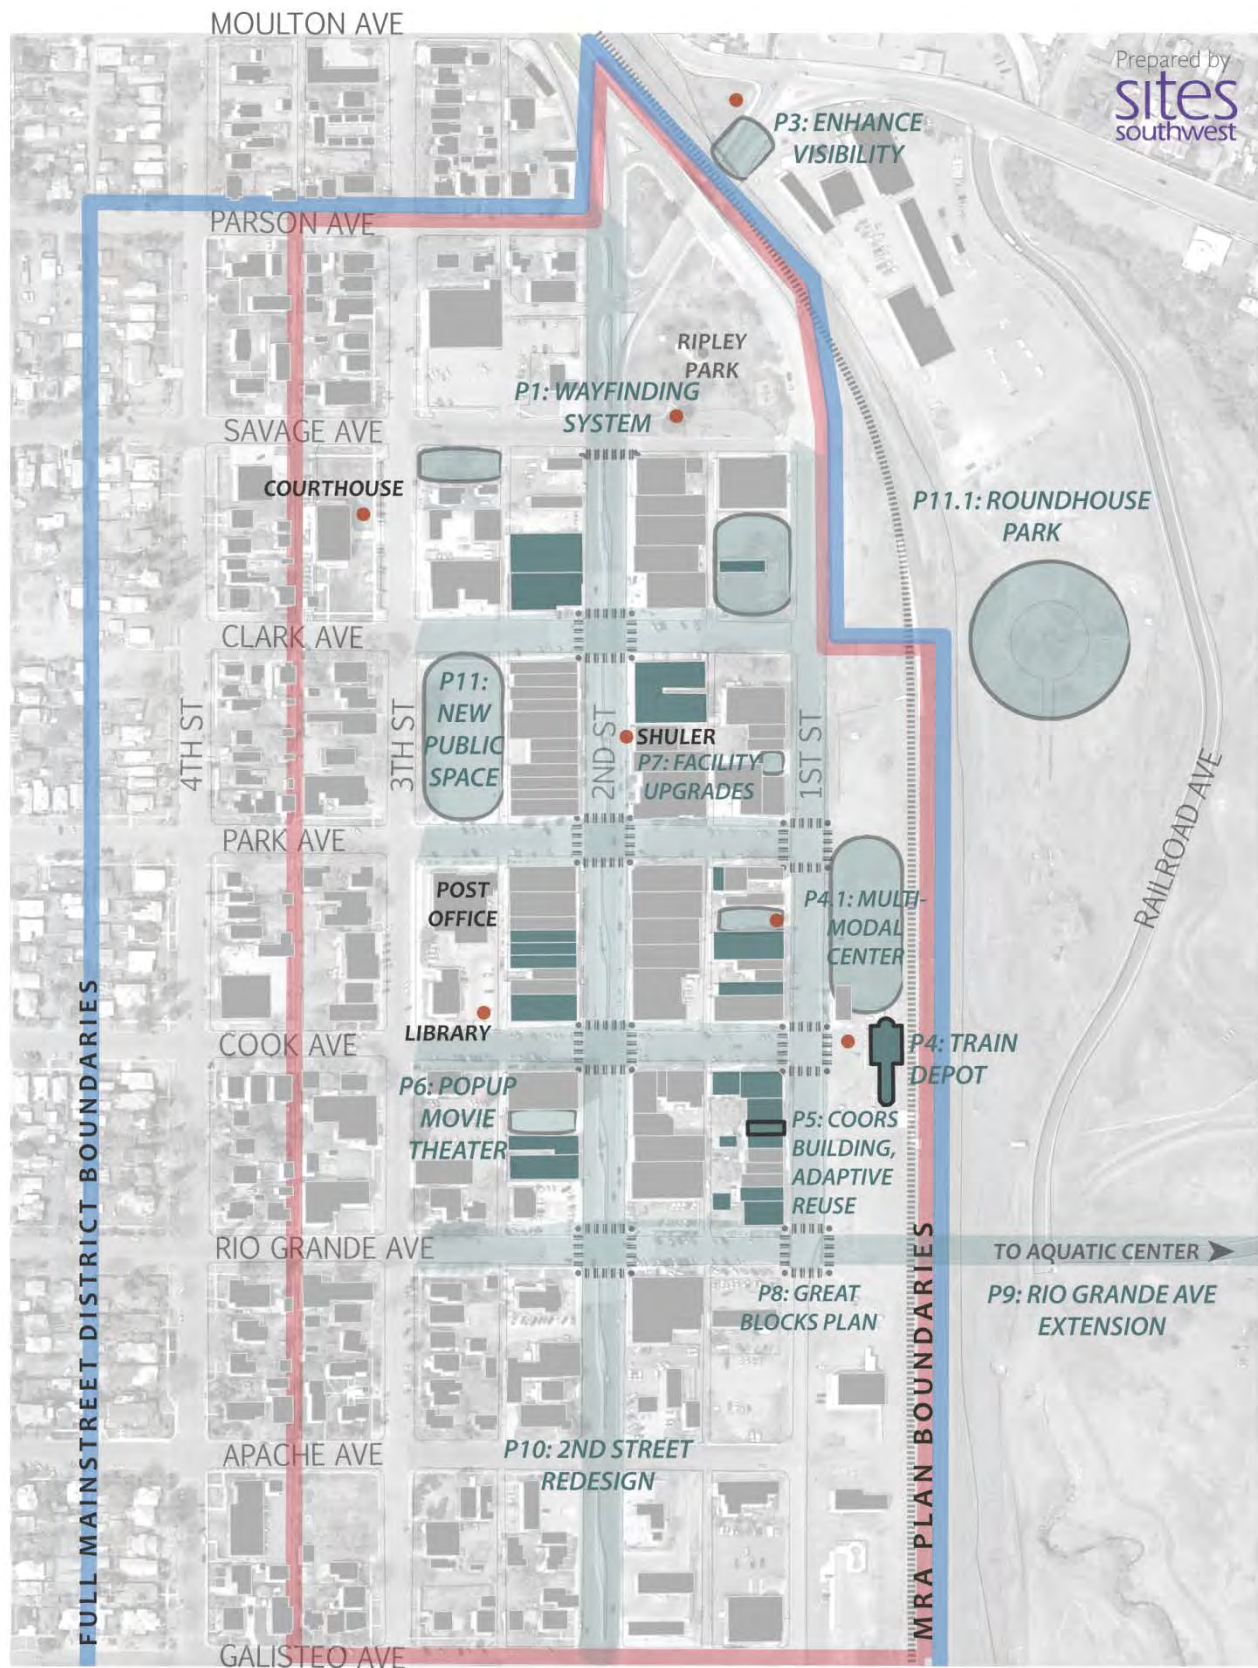 MOULTON AVE
Prepared by
sites
southwest
P3: ENHANCE
VISIBILITY
PARSON AVE
RIPLEY
PARK
P1: WAYFINDING
SYSTEM
SAVAGE AVE
COURTHOUSE
P11.1: ROUNDHOUSE
PARK
CLARK AVE
P11:
NEW
PUBLIC
SPACE
4TH ST
3TH ST
2ND ST
1ST ST
SHULER
P7: FACILITY
UPGRADES
RAILROAD AVE
PARK AVE
POST
OFFICE
P4.1: MULTI-
MODAL
CENTER
LIBRARY
COOK AVE
P4: TRAIN
DEPOT
P6: POPUP
MOVIE
THEATER
P5: COORS
BUILDING,
ADAPTIVE
REUSE
RIO GRANDE AVE
TO AQUATIC CENTER
P8: GREAT
BLOCKS PLAN
P9: RIO GRANDE AVE
EXTENSION
FULL MAINSTREET DISTRICT BOUNDARIES
MRA PLAN BOUNDARIES
P10: 2ND STREET
REDESIGN
APACHE AVE
GALISTEO AVE